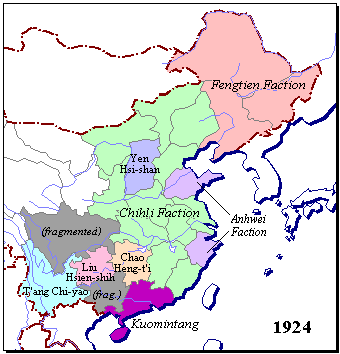 Fengtien Faction
Yen
Hsi-shan
Chihli Faction
Anhwei
Faction
(fragmented)
Chao
Heng-t'i
Liu
Hsien-shih
T'ang Chi-yao
(frag.)
Kuomintang
1924